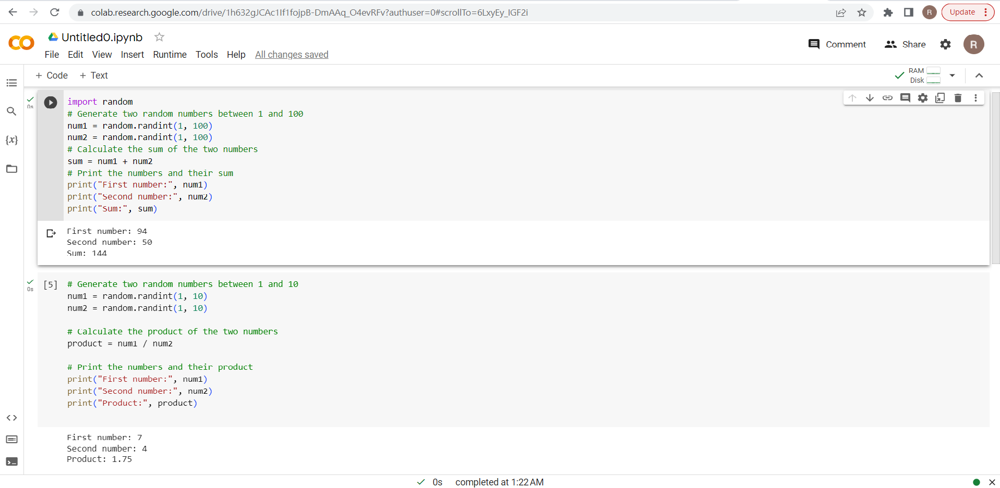 colab.research.google.com/drive/1h632gJCAc1If1fojpB-DmAAq_O4evRFv?authuser=0#scrollTo=6LxyEy_IGF2i
R
Update
Untitled0.ipynb
File Edit View Insert Runtime Tools Help All changes saved
Comment
Share
R
+ Code + Text
RAM
Disk
0s
import random
# Generate two random numbers between 1 and 100
num1 = random.randint(1, 100)
num2 = random.randint(1, 100)
# Calculate the sum of the two numbers
sum = num1 + num2
# Print the numbers and their sum
print("First number:", num1)
print("Second number:", num2)
print("Sum:", sum)
First number: 94
Second number: 50
Sum: 144
0s
[5]
# Generate two random numbers between 1 and 10
num1 = random.randint(1, 10)
num2 = random.randint(1, 10)
# Calculate the product of the two numbers
product = num1 / num2
# Print the numbers and their product
print("First number:", num1)
print("Second number:", num2)
print("Product:", product)
First number: 7
Second number: 4
Product: 1.75
{x}
0s completed at 1:22 AM